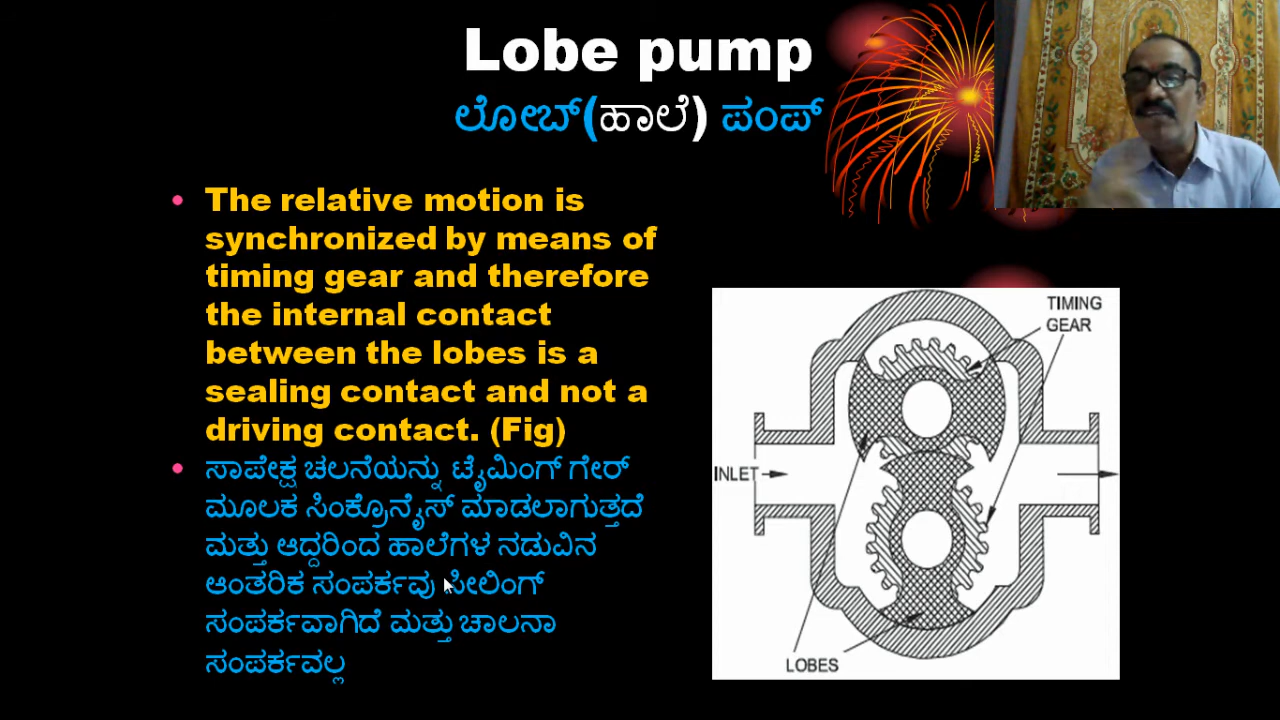 Lobe pump
ಲೋಬ್(ಹಾಲೆ) ಪಂಪ್
• The relative motion is
synchronized by means of
timing gear and therefore
the internal contact
between the lobes is a
sealing contact and not a
driving contact. (Fig)
• ಸಾಪೇಕ್ಷ ಚಲನೆಯನ್ನು ಟೈಮಿಂಗ್ ಗೇರ್
ಮೂಲಕ ಸಿಂಕ್ರೊನೈಸ್ ಮಾಡಲಾಗುತ್ತದೆ
ಮತ್ತು ಆದ್ದರಿಂದ ಹಾಲೆಗಳ ನಡುವಿನ
ಆಂತರಿಕ ಸಂಪರ್ಕವು ಸೀಲಿಂಗ್
ಸಂಪರ್ಕವಾಗಿದೆ ಮತ್ತು ಚಾಲನಾ
ಸಂಪರ್ಕವಲ್ಲ
TIMING
GEAR
INLET
LOBES